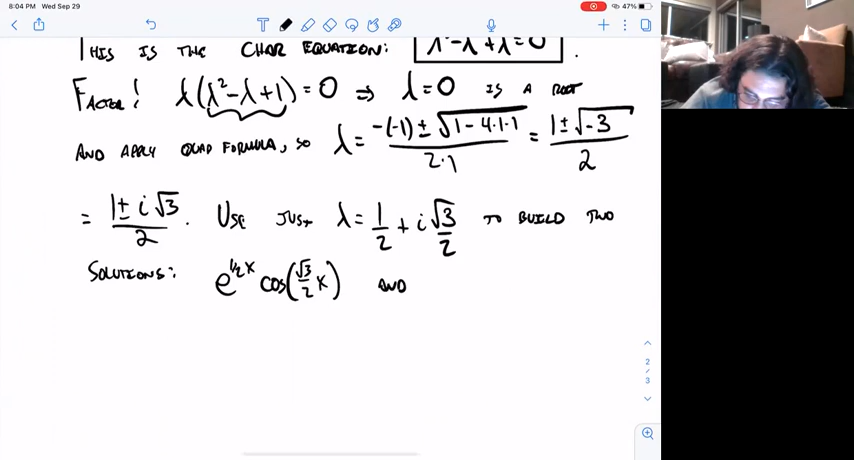 8:04 PM Wed Sep 29
47%
THIS IS THE CHAR EQUATION: λ³-λ²+λ=0 .
FACTOR! λ(λ²-λ+1)=0 ⇒ λ=0 IS A ROOT
AND APPLY QUAD FORMULA, SO λ = (-(-1) ± √(1-4·1·1))/(2·1) = (1±√-3)/2
= (1±i√3)/2 . USE JUST λ = 1/2 + i √3/2 TO BUILD TWO
SOLUTIONS: e^(1/2 x) cos(√3/2 x) AND
2
/
3